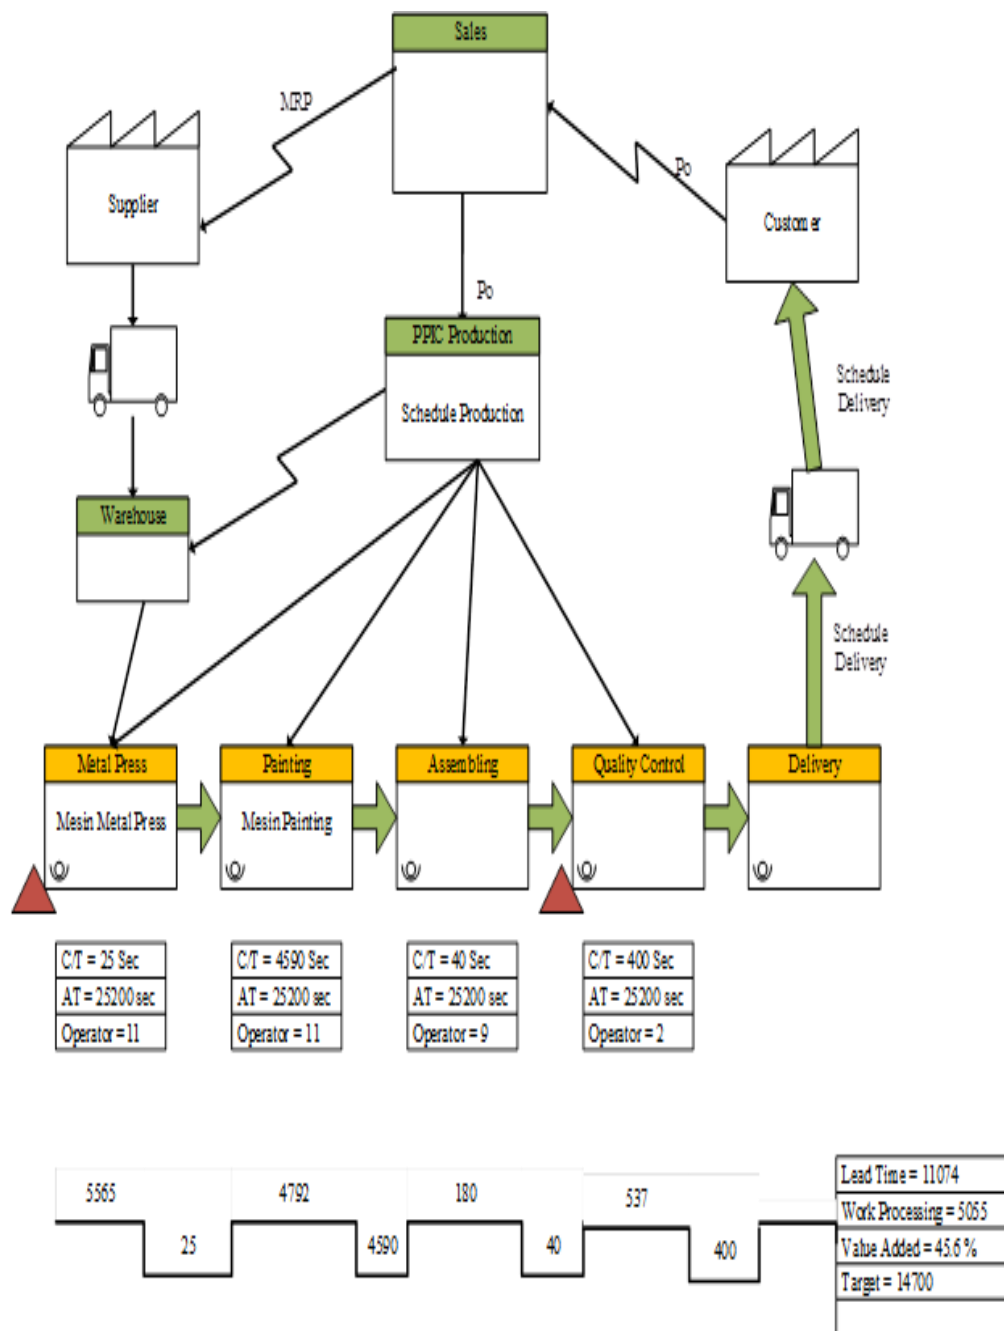 Sales
MRP
Po
Supplier
Customer
Po
PPIC Production
Schedule Production
Schedule
Delivery
Warehouse
Schedule
Delivery
Metal Press
Mesin Metal Press
Painting
Mesin Painting
Assembling
Quality Control
Delivery
C/T = 25 Sec
AT = 25200 sec
Operator = 11
C/T = 4590 Sec
AT = 25200 sec
Operator = 11
C/T = 40 Sec
AT = 25200 sec
Operator = 9
C/T = 400 Sec
AT = 25200 sec
Operator = 2
5565
25
4792
4590
180
40
537
400
Lead Time = 11074
Work Processing = 5055
Value Added = 45.6 %
Target = 14700